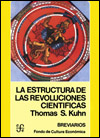 LA ESTRUCTURA DE
LAS REVOLUCIONES
CIENTIFICAS
Thomas S. Kuhn
BREVIARIOS
Fondo de Cultura Económica